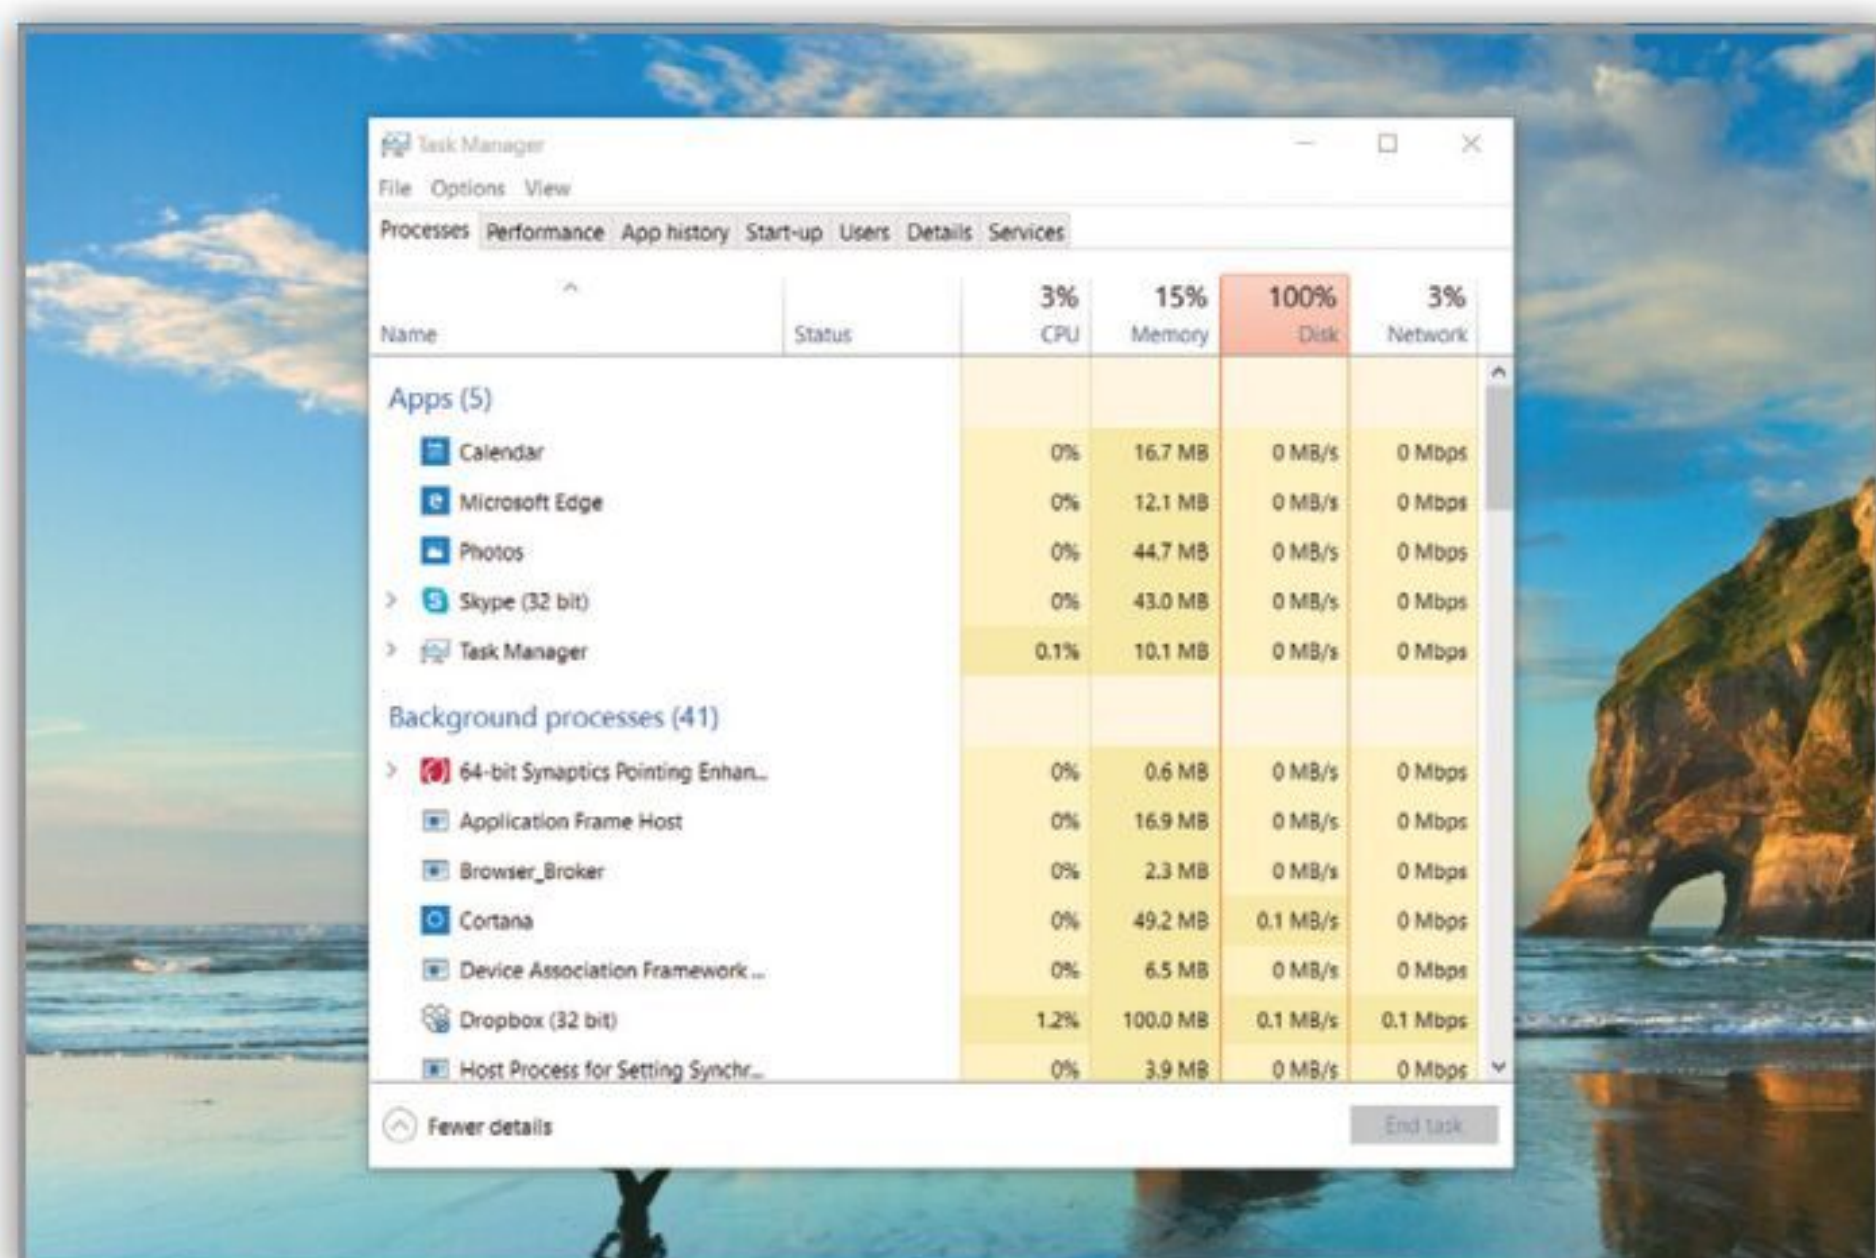 Task Manager
File Options View
Processes Performance App history Start-up Users Details Services
3% 15% 100% 3%
Name Status CPU Memory Disk Network
Apps (5)
Calendar 0% 16.7 MB 0 MB/s 0 Mbps
Microsoft Edge 0% 12.1 MB 0 MB/s 0 Mbps
Photos 0% 44.7 MB 0 MB/s 0 Mbps
Skype (32 bit) 0% 43.0 MB 0 MB/s 0 Mbps
Task Manager 0.1% 10.1 MB 0 MB/s 0 Mbps
Background processes (41)
64-bit Synaptics Pointing Enhan... 0% 0.6 MB 0 MB/s 0 Mbps
Application Frame Host 0% 16.9 MB 0 MB/s 0 Mbps
Browser_Broker 0% 2.3 MB 0 MB/s 0 Mbps
Cortana 0% 49.2 MB 0.1 MB/s 0 Mbps
Device Association Framework ... 0% 6.5 MB 0 MB/s 0 Mbps
Dropbox (32 bit) 1.2% 100.0 MB 0.1 MB/s 0.1 Mbps
Host Process for Setting Synchr... 0% 3.9 MB 0 MB/s 0 Mbps
Fewer details End task